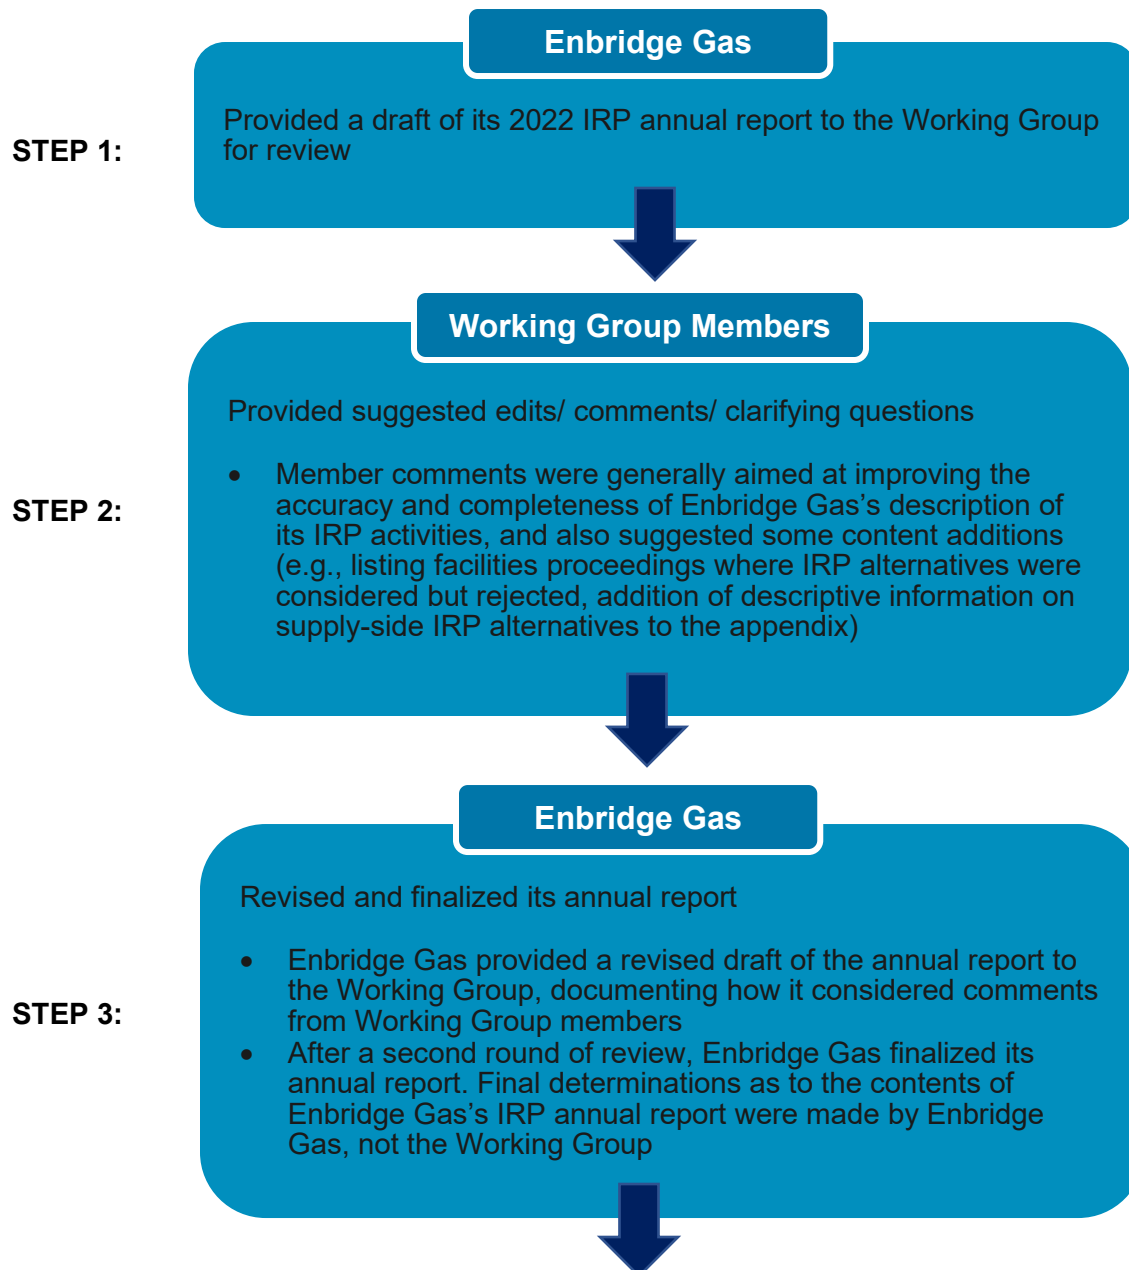 Enbridge Gas
STEP 1:
Provided a draft of its 2022 IRP annual report to the Working Group
for review
Working Group Members
STEP 2:
Provided suggested edits/ comments/ clarifying questions
• Member comments were generally aimed at improving the
accuracy and completeness of Enbridge Gas’s description of
its IRP activities, and also suggested some content additions
(e.g., listing facilities proceedings where IRP alternatives were
considered but rejected, addition of descriptive information on
supply-side IRP alternatives to the appendix)
Enbridge Gas
STEP 3:
Revised and finalized its annual report
• Enbridge Gas provided a revised draft of the annual report to
the Working Group, documenting how it considered comments
from Working Group members
• After a second round of review, Enbridge Gas finalized its
annual report. Final determinations as to the contents of
Enbridge Gas’s IRP annual report were made by Enbridge
Gas, not the Working Group